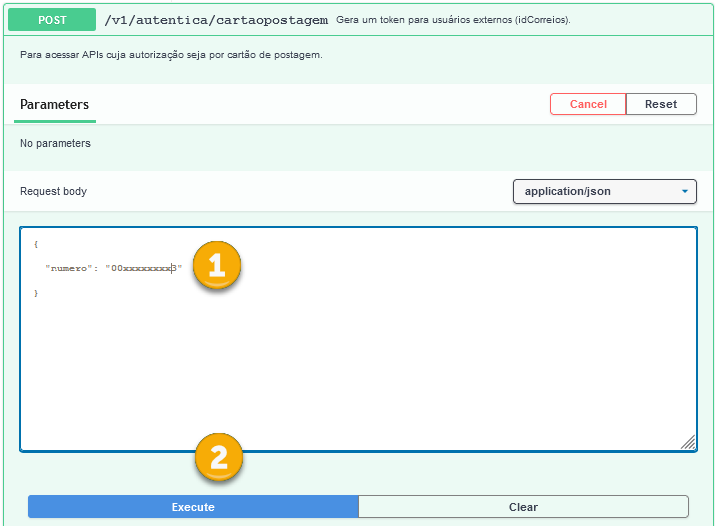 POST /v1/autentica/cartaopostagem Gera um token para usuários externos (idCorreios).
Para acessar APIs cuja autorização seja por cartão de postagem.
Parameters
Cancel Reset
No parameters
Request body
application/json
{
"numero": "00xxxxxxxx3"
1
}
2
Execute
Clear